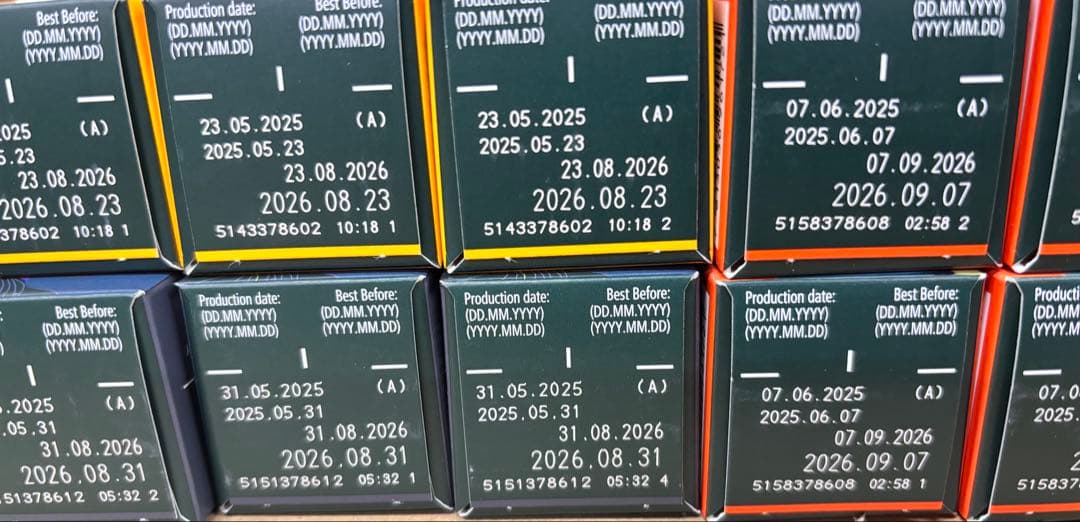 Best Before:
(DD.MM.YYYY)
(YYYY.MM.DD)
(A)
23.08.2026
2026.08.23
378602 10:18 1
Production date:
(DD.MM.YYYY)
(YYYY.MM.DD)
Best Before:
(DD.MM.YYYY)
(YYYY.MM.DD)
23.05.2025 (A)
2025.05.23
23.08.2026
2026.08.23
5143378602 10:18 1
Production date:
(DD.MM.YYYY)
(YYYY.MM.DD)
(DD.MM.YYYY)
(YYYY.MM.DD)
23.05.2025 (A)
2025.05.23
23.08.2026
2026.08.23
5143378602 10:18 2
(DD.MM.YYYY)
(YYYY.MM.DD)
(DD.MM.YYYY)
(YYYY.MM.DD)
07.06.2025 (A)
2025.06.07
07.09.2026
2026.09.07
5158378608 02:58 2
Best Before:
(DD.MM.YYYY)
(YYYY.MM.DD)
.2025 (A)
.05.31
31.08.2026
2026.08.31
5151378612 05:32 2
Production date:
(DD.MM.YYYY)
(YYYY.MM.DD)
Best Before:
(DD.MM.YYYY)
(YYYY.MM.DD)
31.05.2025 (A)
2025.05.31
31.08.2026
2026.08.31
5151378612 05:32 1
Production date:
(DD.MM.YYYY)
(YYYY.MM.DD)
Best Before:
(DD.MM.YYYY)
(YYYY.MM.DD)
31.05.2025 (A)
2025.05.31
31.08.2026
2026.08.31
5151378612 05:32 4
Production date:
(DD.MM.YYYY)
(YYYY.MM.DD)
Best Before:
(DD.MM.YYYY)
(YYYY.MM.DD)
07.06.2025 (A)
2025.06.07
07.09.2026
2026.09.07
5158378608 02:58 1
(DD.M
(YYYY.M
07.0
2025.
515837